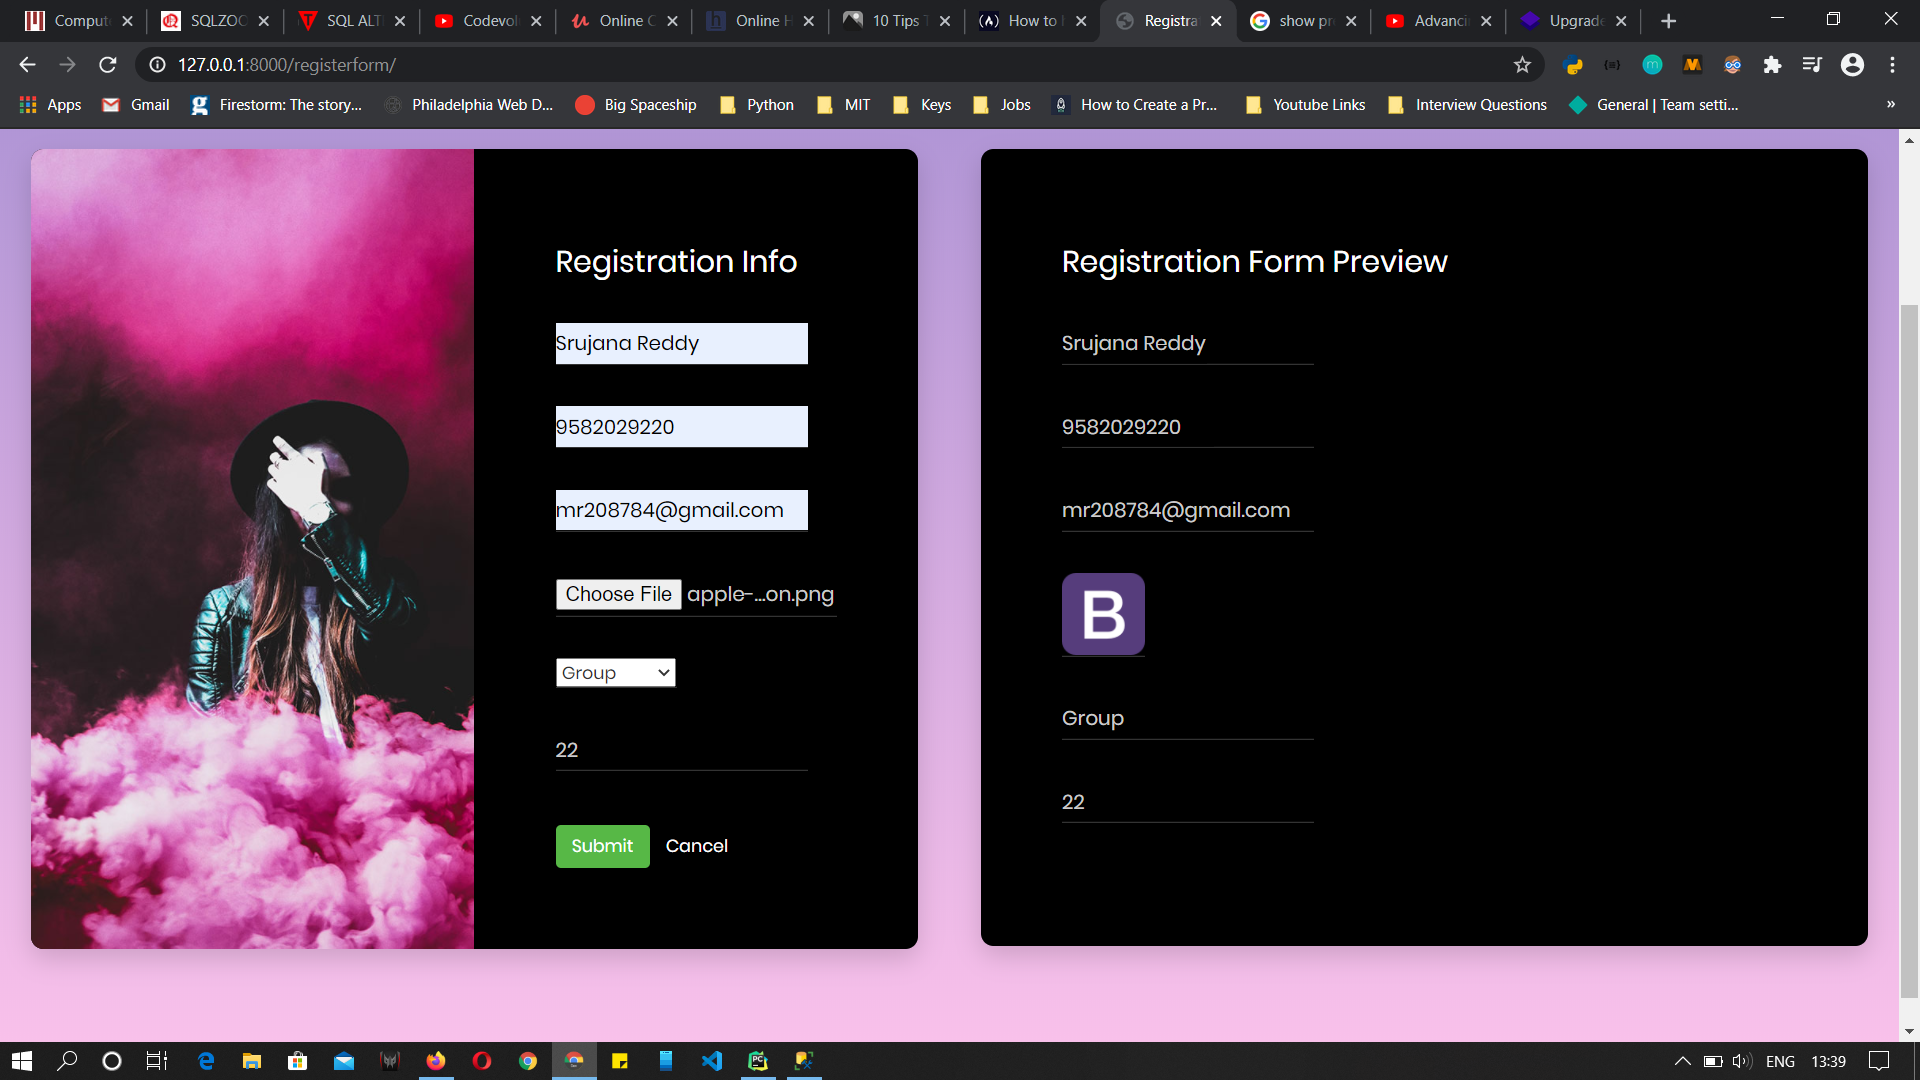 Comput
SQLZOO
SQL ALT
Codevol
Online C
Online H
10 Tips T
How to
Registra
show pr
Advanci
Upgrade
127.0.0.1:8000/registerform/
Apps
Gmail
Firestorm: The story...
Philadelphia Web D...
Big Spaceship
Python
MIT
Keys
Jobs
How to Create a Pr...
Youtube Links
Interview Questions
General | Team setti...
»
Registration Info
Srujana Reddy
9582029220
mr208784@gmail.com
Choose File apple-...on.png
Group
22
Submit Cancel
Registration Form Preview
Srujana Reddy
9582029220
mr208784@gmail.com
B
Group
22
ENG 13:39